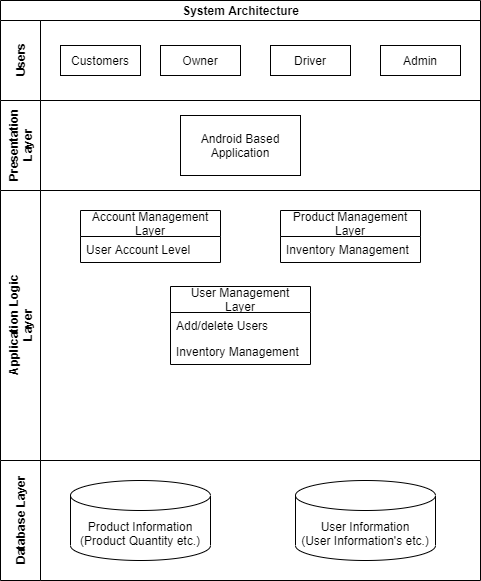 System Architecture
Users
Customers
Owner
Driver
Admin
Presentation
Layer
Android Based
Application
Application Logic
Layer
Account Management
Layer
User Account Level
Product Management
Layer
Inventory Management
User Management
Layer
Add/delete Users
Inventory Management
Database Layer
Product Information
(Product Quantity etc.)
User Information
(User Information's etc.)